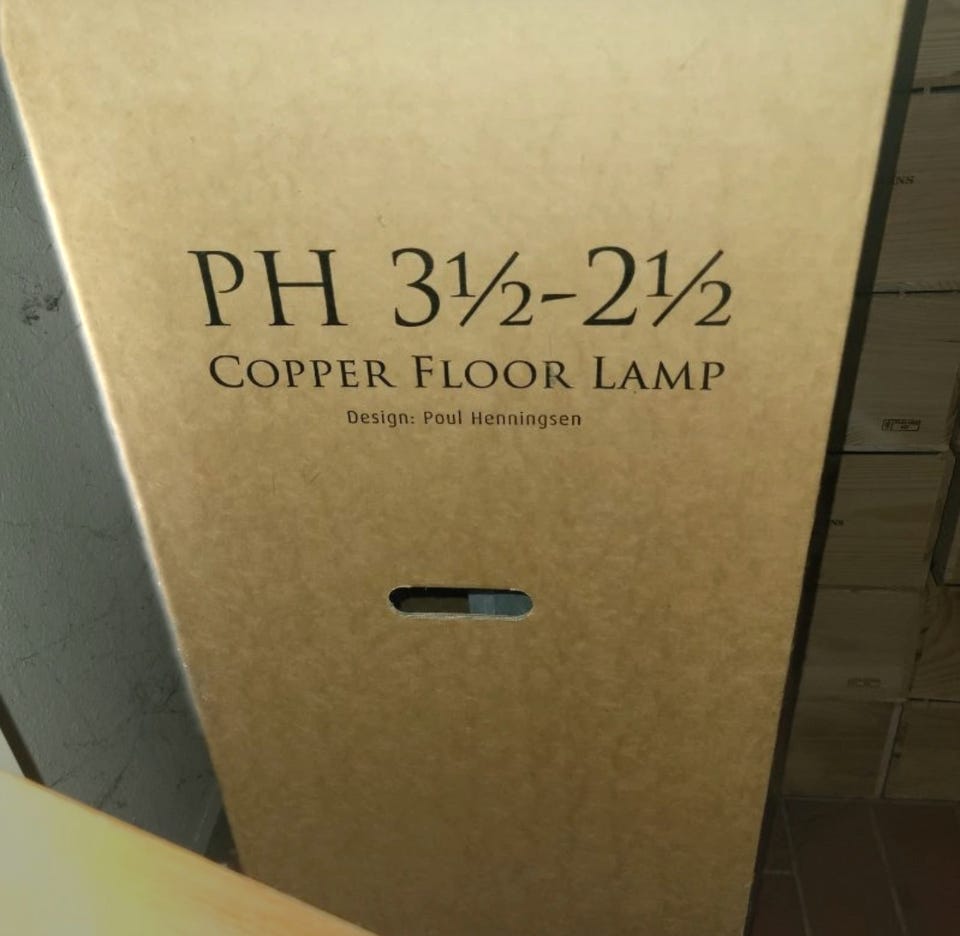 PH 3½-2½
Copper Floor Lamp
Design: Poul Henningsen